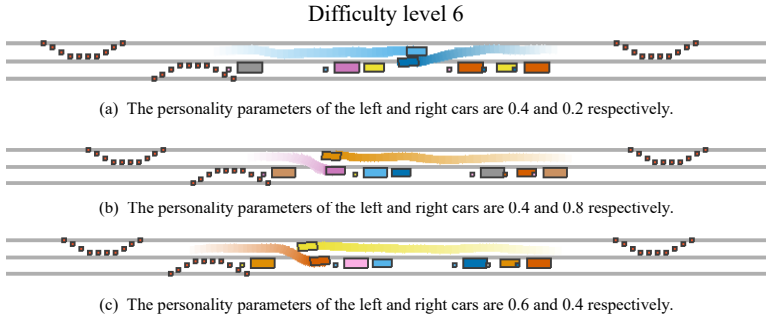 Difficulty level 6
(a) The personality parameters of the left and right cars are 0.4 and 0.2 respectively.
(b) The personality parameters of the left and right cars are 0.4 and 0.8 respectively.
(c) The personality parameters of the left and right cars are 0.6 and 0.4 respectively.